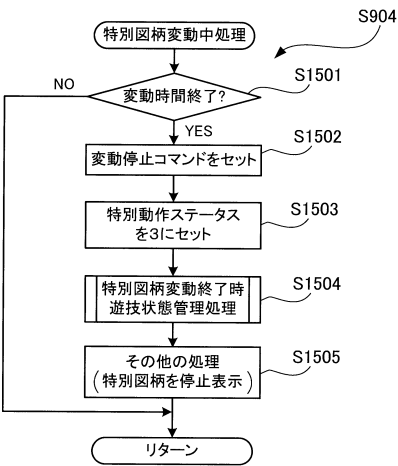 特別図柄変動中処理
S904
変動時間終了?
S1501
NO
YES
変動停止コマンドをセット
S1502
特別動作ステータス
を3にセット
S1503
特別図柄変動終了時
遊技状態管理処理
S1504
その他の処理
(特別図柄を停止表示)
S1505
リターン